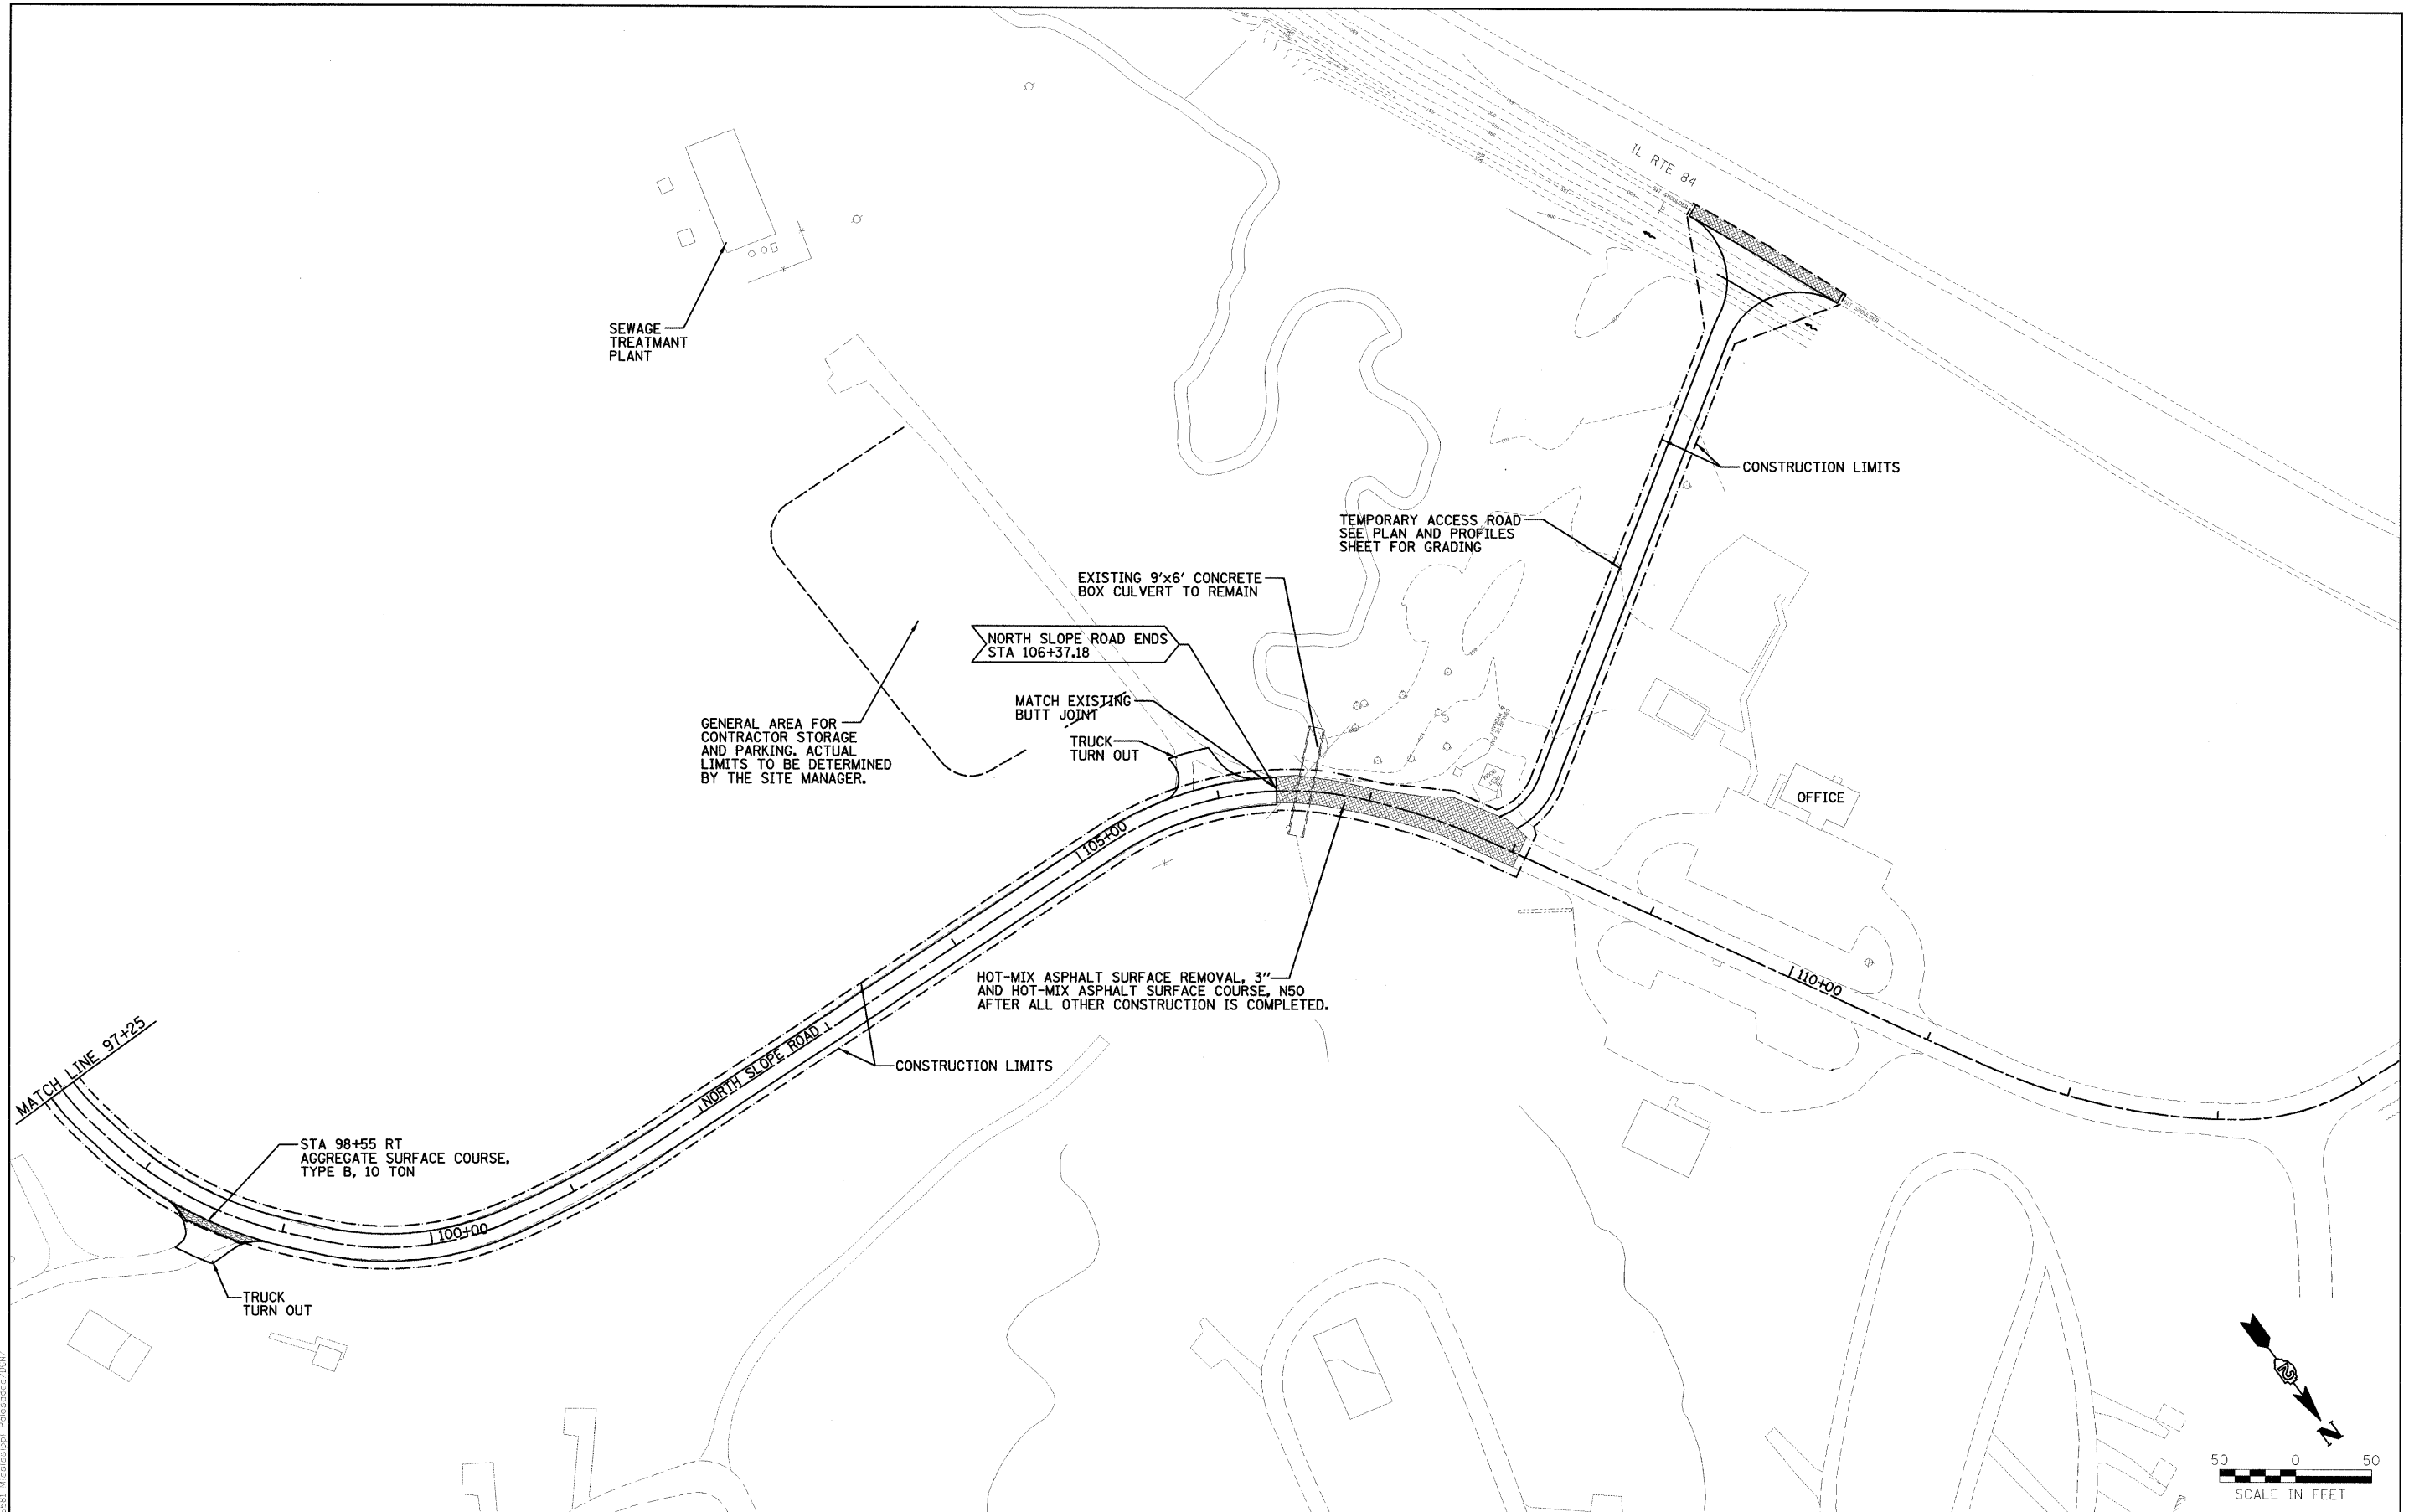 IL RTE 84
EXIST SHOULDER
EXIST SHOULDER
SEWAGE
TREATMANT
PLANT
CONSTRUCTION LIMITS
TEMPORARY ACCESS ROAD
SEE PLAN AND PROFILES
SHEET FOR GRADING
EXISTING 9'x6' CONCRETE
BOX CULVERT TO REMAIN
NORTH SLOPE ROAD ENDS
STA 106+37.18
MATCH EXISTING
BUTT JOINT
TRUCK
TURN OUT
GENERAL AREA FOR
CONTRACTOR STORAGE
AND PARKING. ACTUAL
LIMITS TO BE DETERMINED
BY THE SITE MANAGER.
OFFICE
105+00
110+00
HOT-MIX ASPHALT SURFACE REMOVAL, 3"
AND HOT-MIX ASPHALT SURFACE COURSE, N50
AFTER ALL OTHER CONSTRUCTION IS COMPLETED.
NORTH SLOPE ROAD
CONSTRUCTION LIMITS
MATCH LINE 97+25
STA 98+55 RT
AGGREGATE SURFACE COURSE,
TYPE B, 10 TON
100+00
TRUCK
TURN OUT
N
50 0 50
SCALE IN FEET